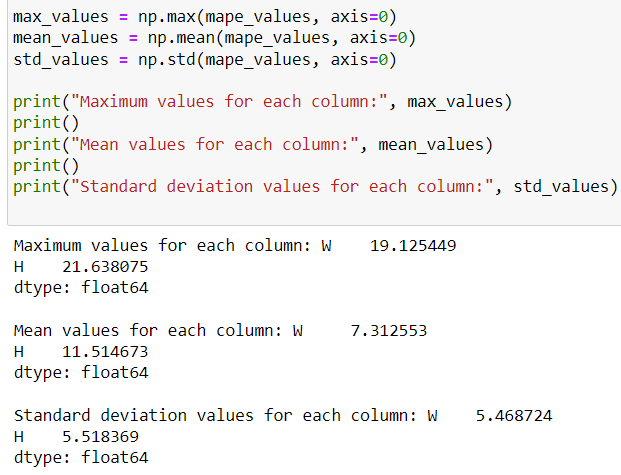 max_values = np.max(mape_values, axis=0)
mean_values = np.mean(mape_values, axis=0)
std_values = np.std(mape_values, axis=0)
print("Maximum values for each column:", max_values)
print()
print("Mean values for each column:", mean_values)
print()
print("Standard deviation values for each column:", std_values)
Maximum values for each column: W    19.125449
H    21.638075
dtype: float64
Mean values for each column: W     7.312553
H    11.514673
dtype: float64
Standard deviation values for each column: W    5.468724
H    5.518369
dtype: float64